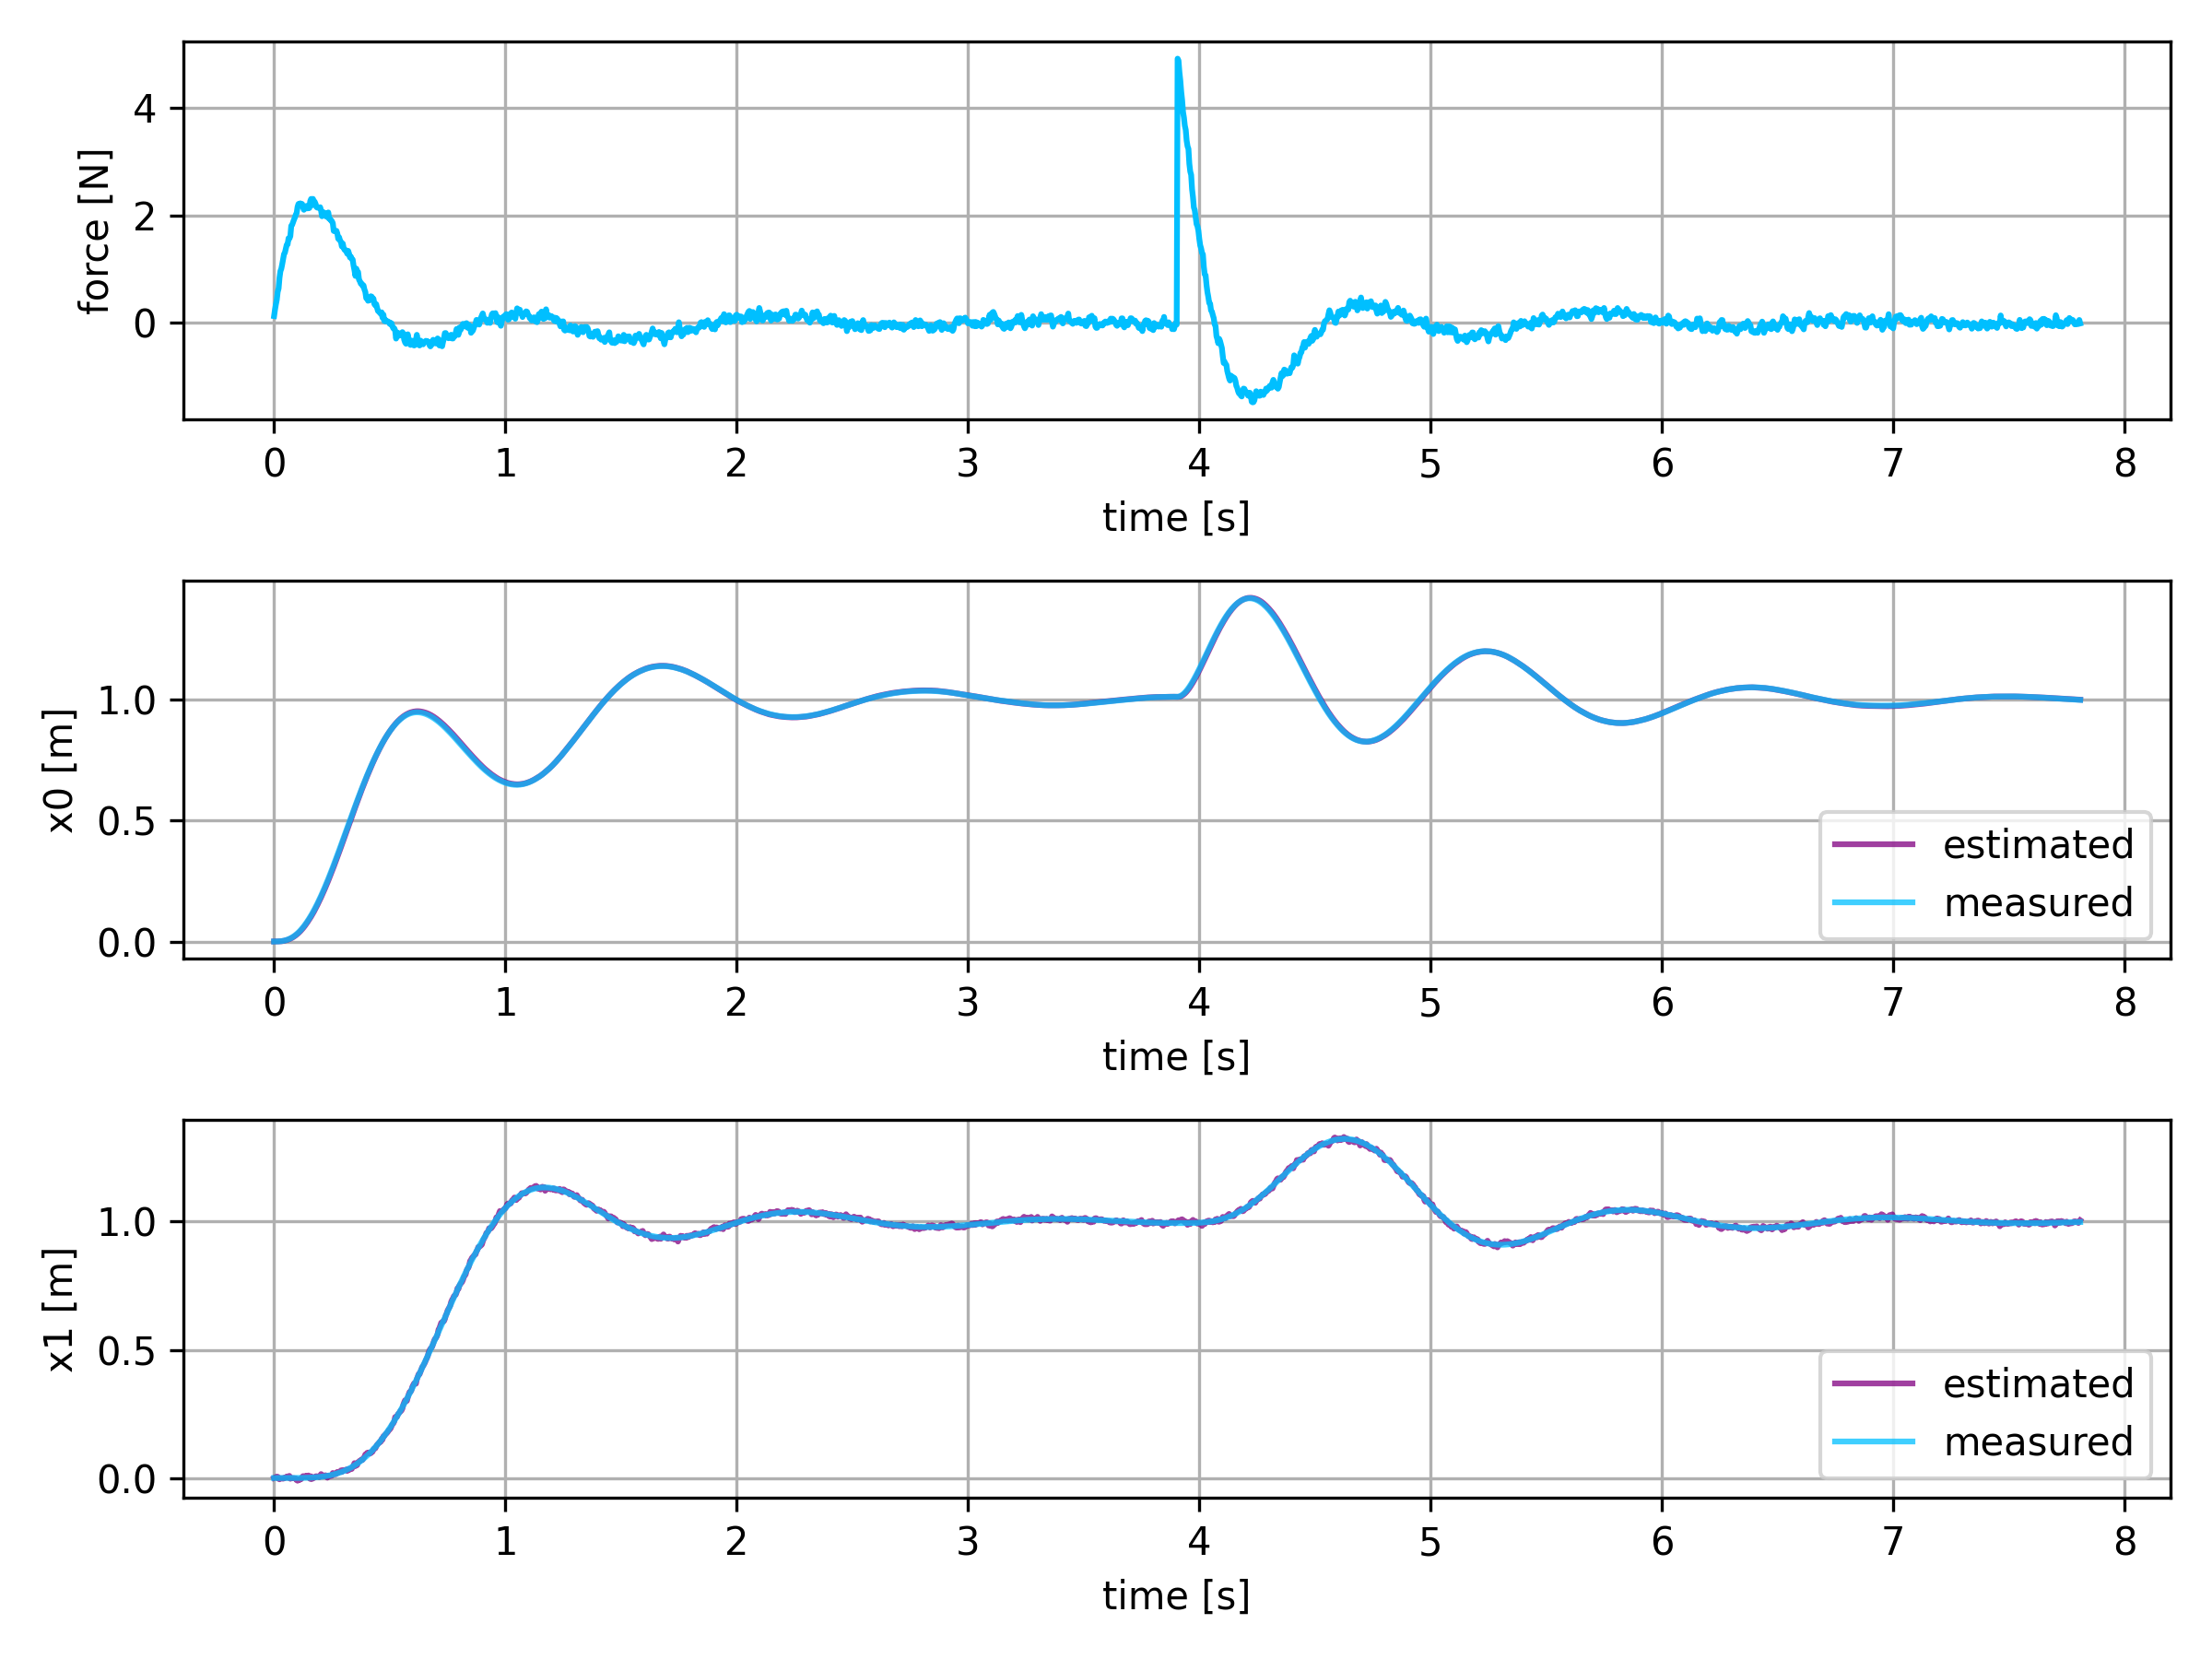 force [N]
4
2
0
0 1 2 3 4 5 6 7 8
time [s]
x0 [m]
1.0
0.5
0.0
estimated
measured
0 1 2 3 4 5 6 7 8
time [s]
x1 [m]
1.0
0.5
0.0
estimated
measured
0 1 2 3 4 5 6 7 8
time [s]